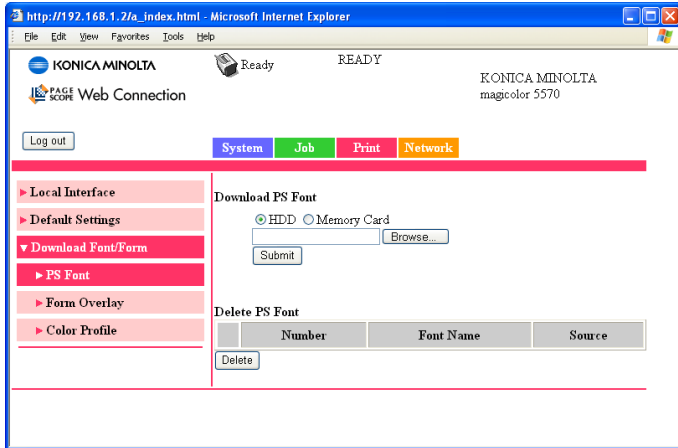 http://192.168.1.2/a_index.html - Microsoft Internet Explorer
File Edit View Favorites Tools Help
KONICA MINOLTA
Ready
READY
KONICA MINOLTA
magicolor 5570
PAGE SCOPE Web Connection
Log out
System Job Print Network
Local Interface
Default Settings
Download Font/Form
PS Font
Form Overlay
Color Profile
Download PS Font
HDD Memory Card
Browse...
Submit
Delete PS Font
Number Font Name Source
Delete